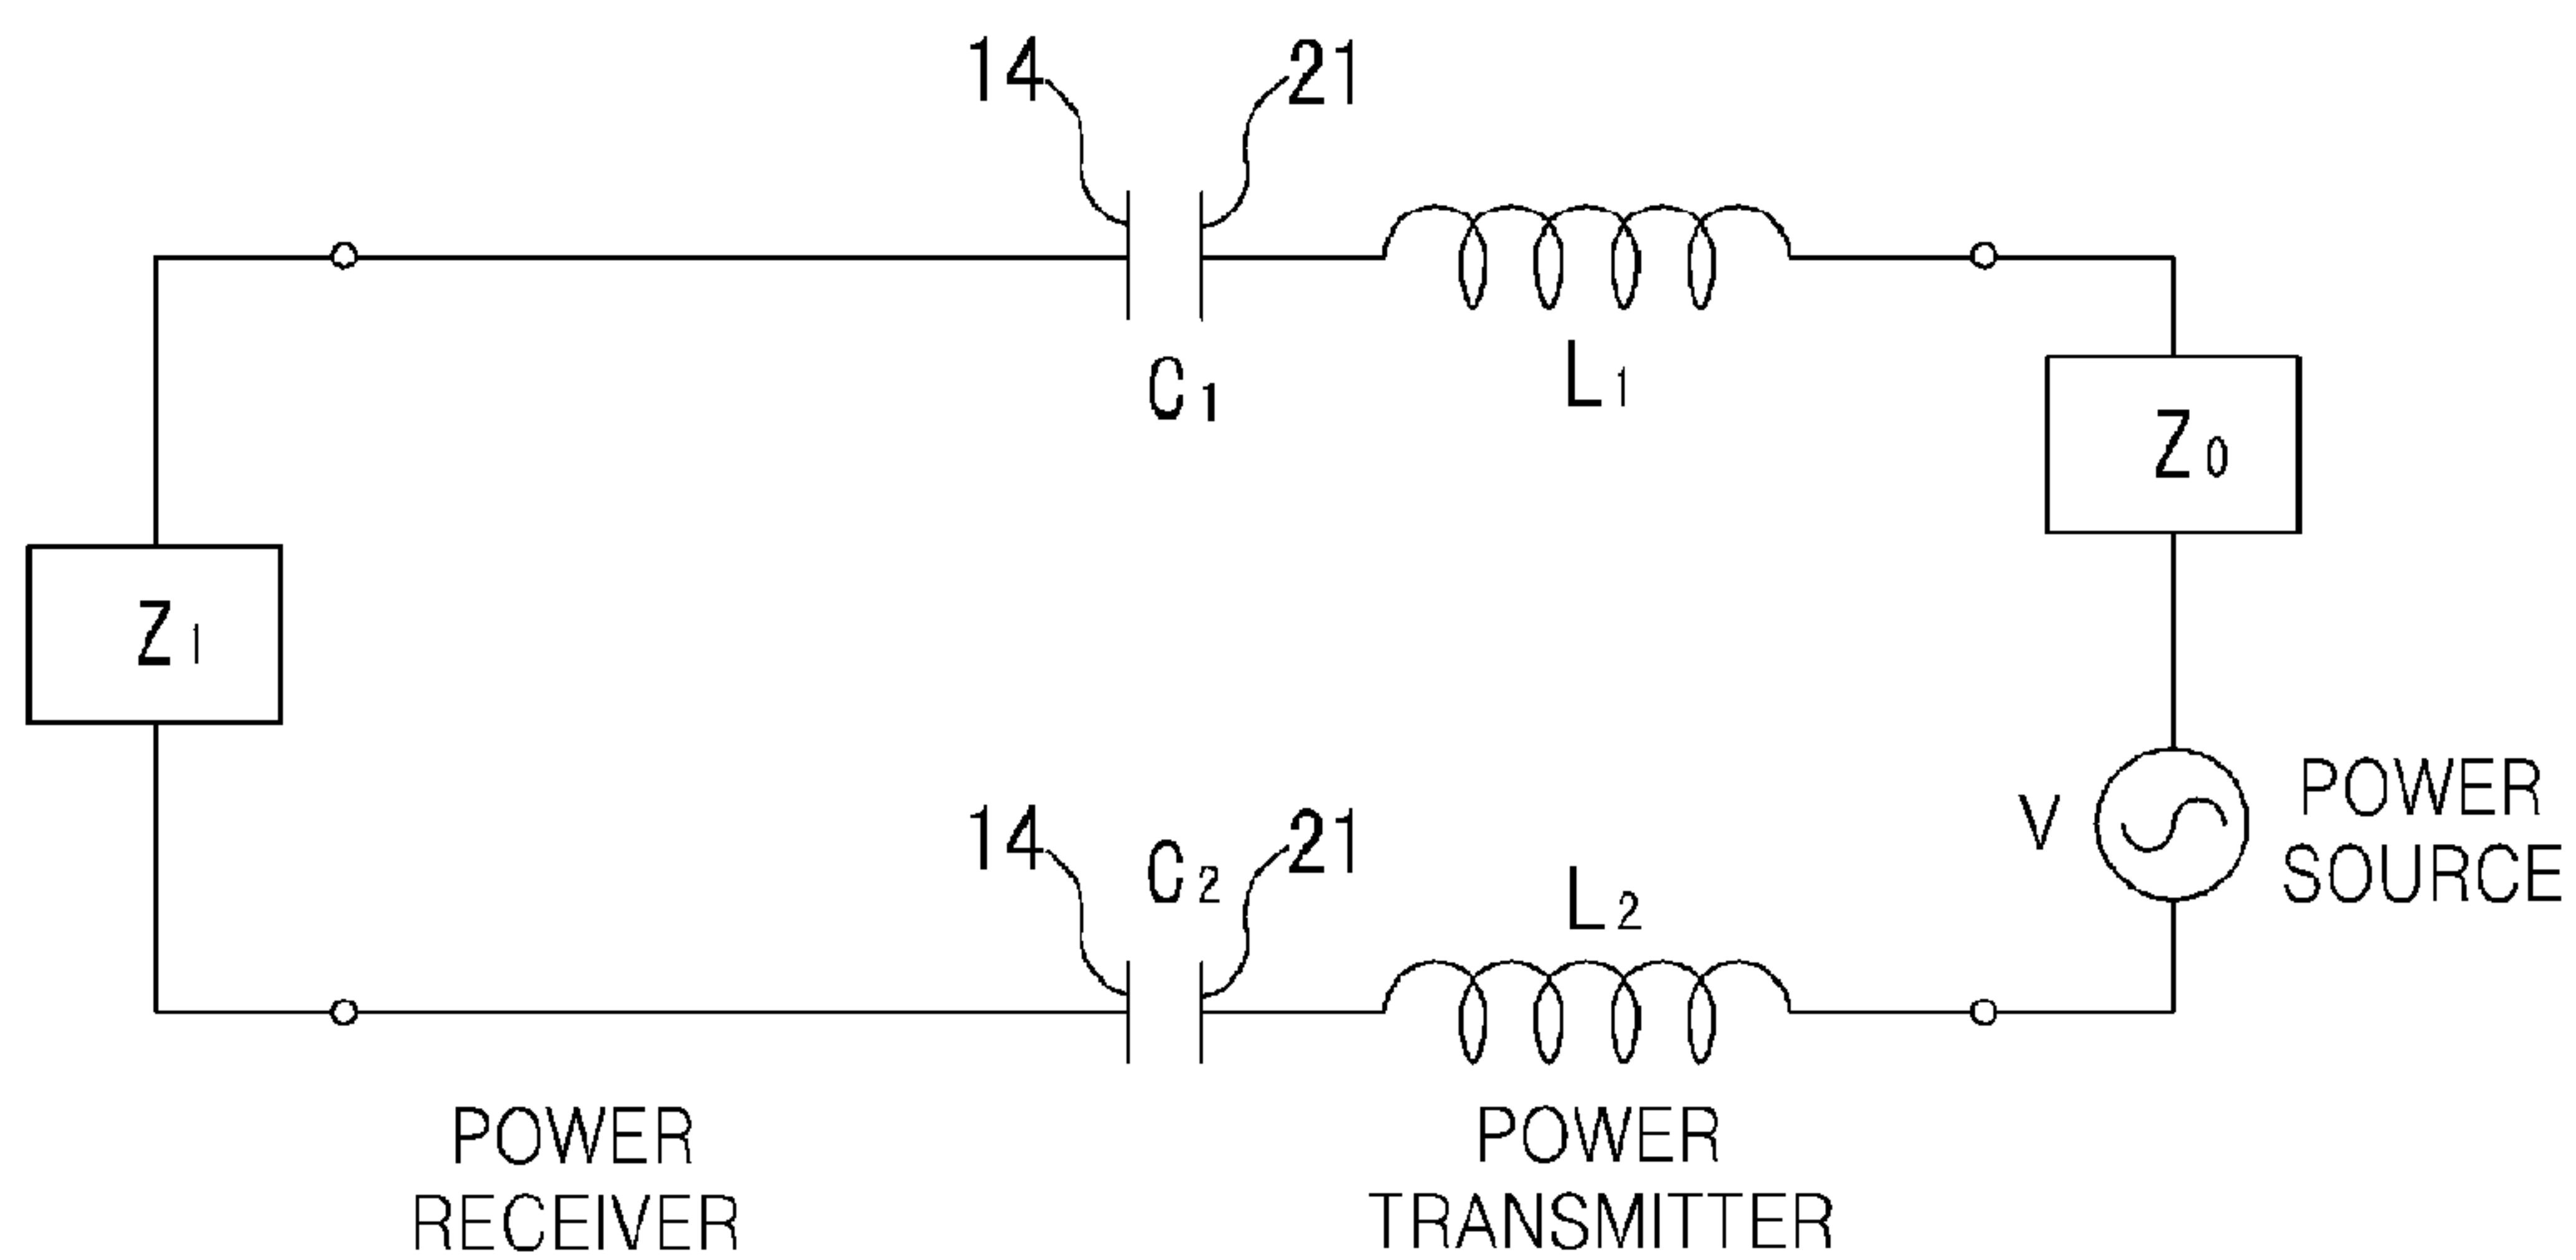 14 21
C1 L1
Z0
Z1
14 C2 21
L2
V POWER
SOURCE
POWER
RECEIVER
POWER
TRANSMITTER